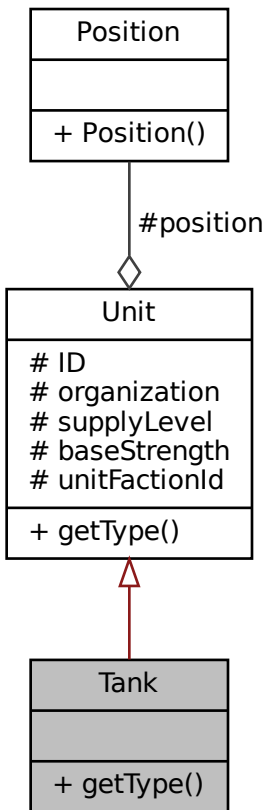 Position
+ Position()
#position
Unit
# ID
# organization
# supplyLevel
# baseStrength
# unitFactionId
+ getType()
Tank
+ getType()